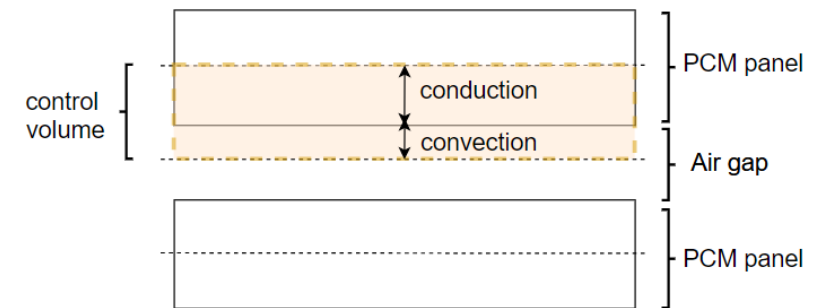 PCM panel
conduction
control
volume
convection
Air gap
PCM panel